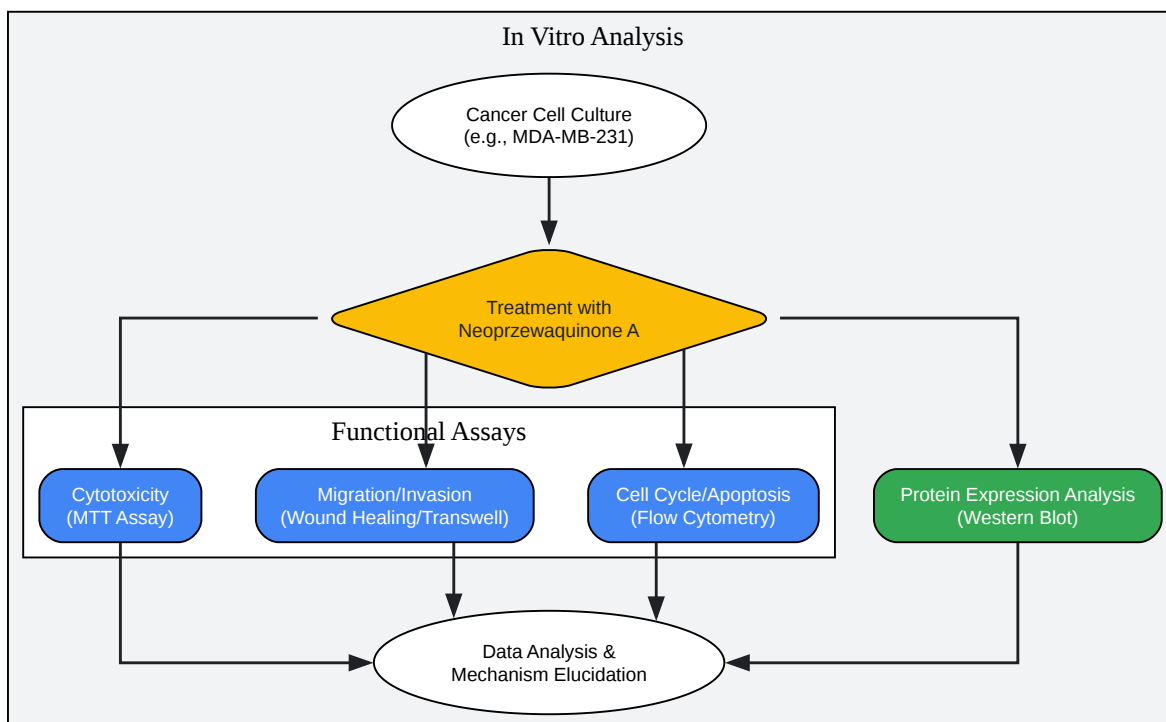 In Vitro Analysis
Cancer Cell Culture
(e.g., MDA-MB-231)
Treatment with
Neoprzewaquinone A
Functional Assays
Cytotoxicity
(MTT Assay)
Migration/Invasion
(Wound Healing/Transwell)
Cell Cycle/Apoptosis
(Flow Cytometry)
Protein Expression Analysis
(Western Blot)
Data Analysis &
Mechanism Elucidation